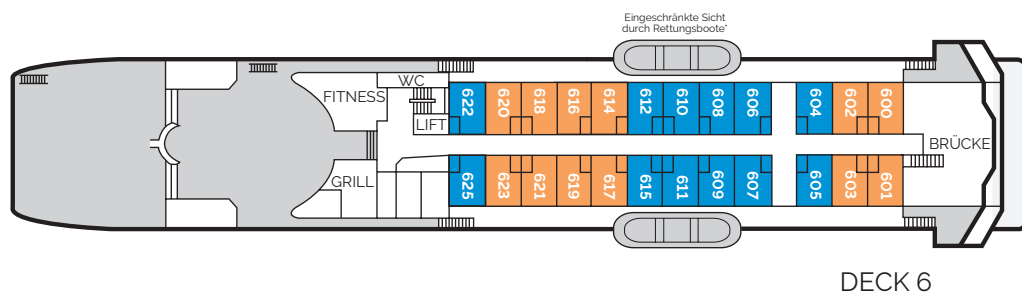 Eingeschränkte Sicht
durch Rettungsboote*
WC
FITNESS
LIFT
622 620 618 616 614 612 610 608 606 604 602 600
BRÜCKE
GRILL
625 623 621 619 617 615 611 609 607 605 603 601
DECK 6